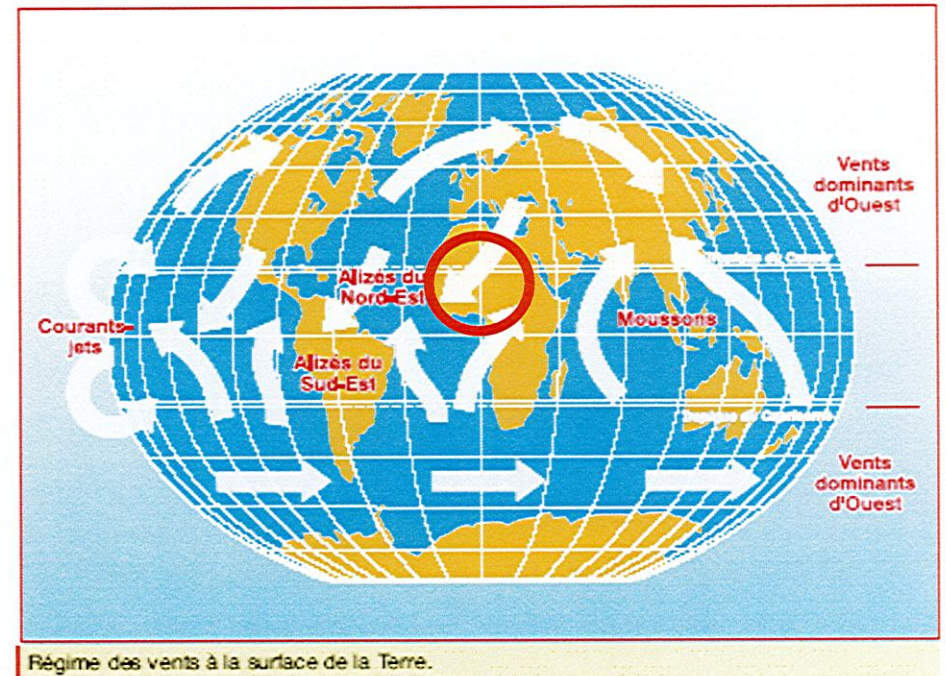 Vents
dominants
d'Ouest
Alizés du
Nord-Est
Courants-
jets
Moussons
Alizés du
Sud-Est
Vents
dominants
d'Ouest
Régime des vents à la surface de la Terre.